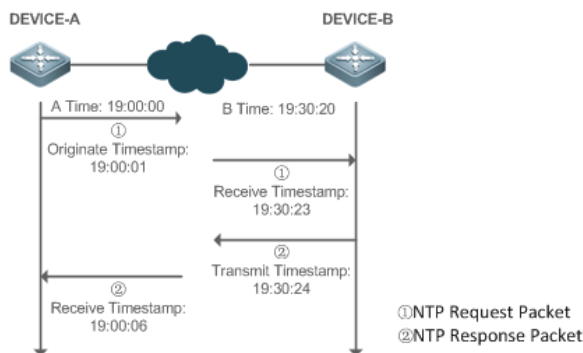 DEVICE-A
DEVICE-B
A Time: 19:00:00
B Time: 19:30:20
①
Originate Timestamp:
19:00:01
①
Receive Timestamp:
19:30:23
②
Transmit Timestamp:
19:30:24
②
Receive Timestamp:
19:00:06
①NTP Request Packet
②NTP Response Packet